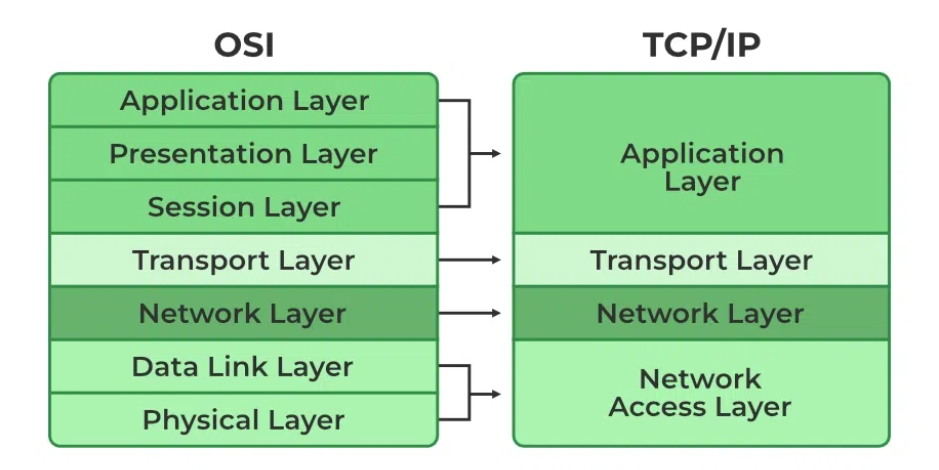 OSI
Application Layer
Presentation Layer
Session Layer
Transport Layer
Network Layer
Data Link Layer
Physical Layer
TCP/IP
Application
Layer
Transport Layer
Network Layer
Network
Access Layer